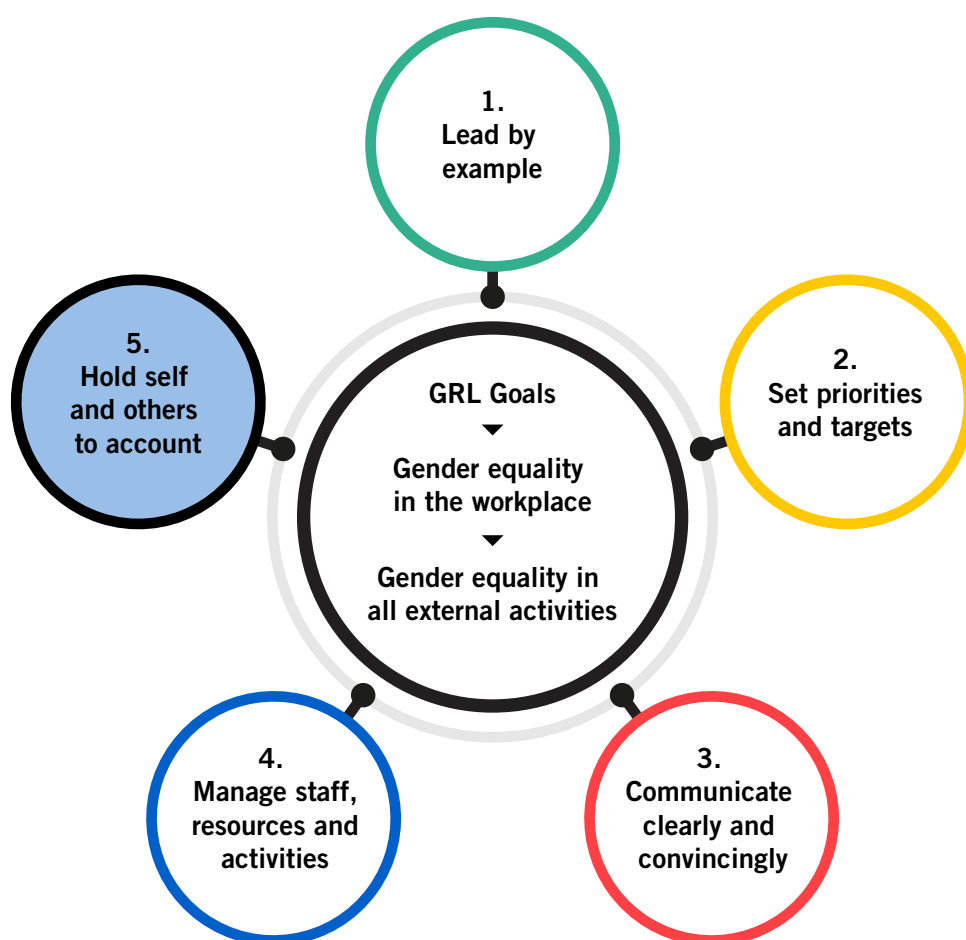 1.
Lead by
example
2.
Set priorities
and targets
3.
Communicate
clearly and
convincingly
4.
Manage staff,
resources and
activities
5.
Hold self
and others
to account
GRL Goals
Gender equality
in the workplace
Gender equality in
all external activities